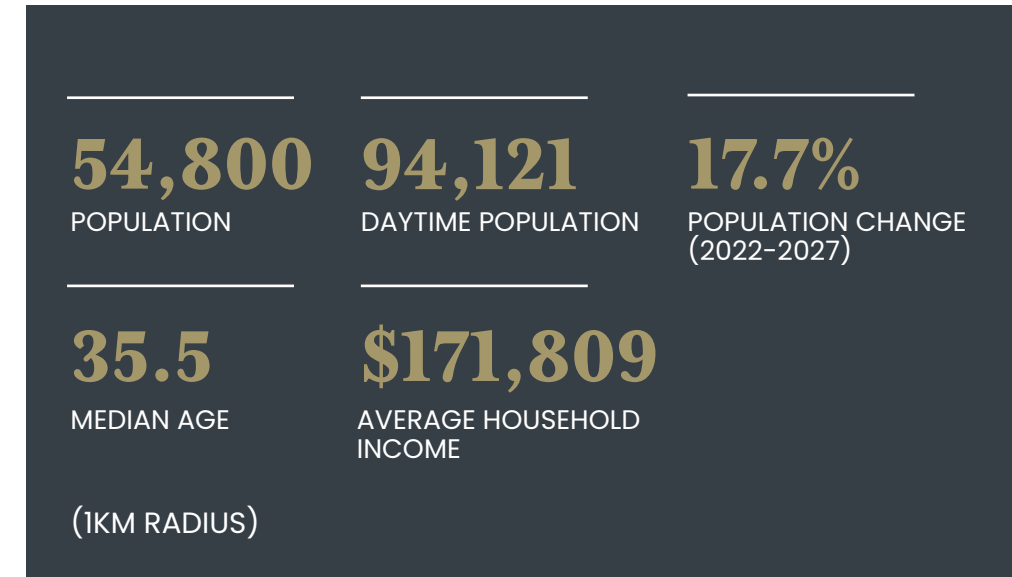 54,800
POPULATION
94,121
DAYTIME POPULATION
17.7%
POPULATION CHANGE
(2022-2027)
35.5
MEDIAN AGE
$171,809
AVERAGE HOUSEHOLD
INCOME
(1KM RADIUS)